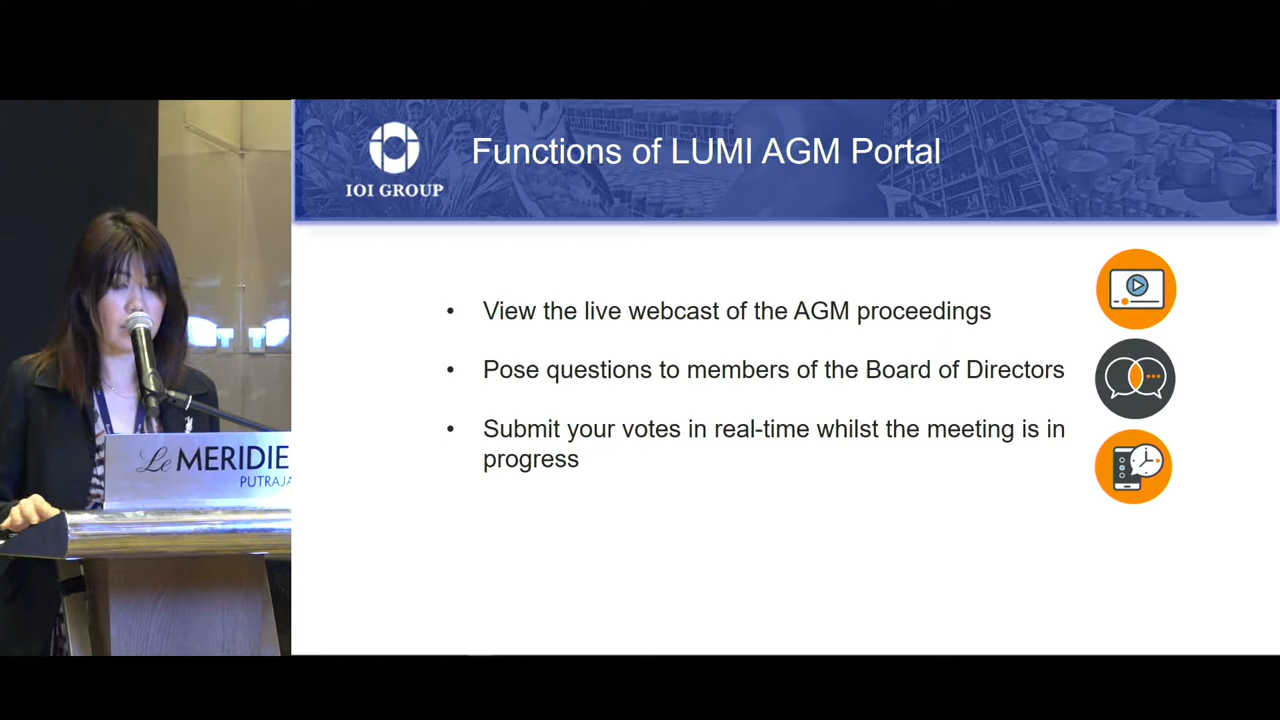 IOI GROUP
Functions of LUMI AGM Portal
• View the live webcast of the AGM proceedings
• Pose questions to members of the Board of Directors
• Submit your votes in real-time whilst the meeting is in
progress
Le MERIDIE
PUTRAJA